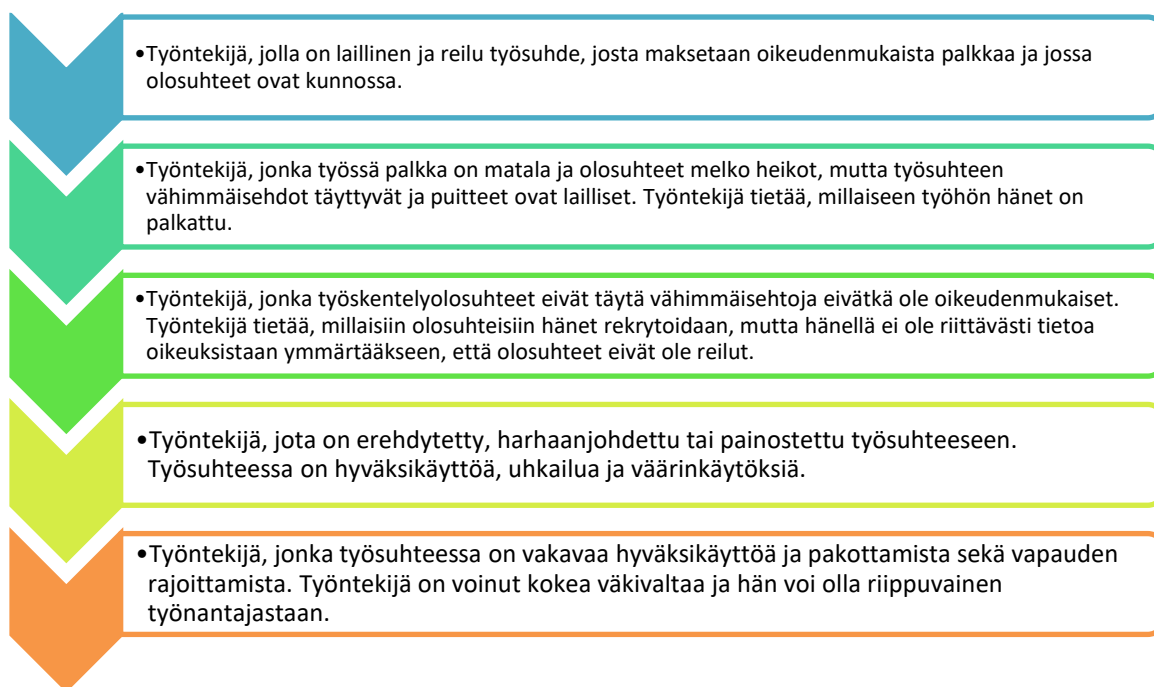 •Työntekijä, jolla on laillinen ja reilu työsuhde, josta maksetaan oikeudenmukaista palkkaa ja jossa
olosuhteet ovat kunnossa.
•Työntekijä, jonka työssä palkka on matala ja olosuhteet melko heikot, mutta työsuhteen
vähimmäisehdot täyttyvät ja puitteet ovat lailliset. Työntekijä tietää, millaiseen työhön hänet on
palkattu.
•Työntekijä, jonka työskentelyolosuhteet eivät täytä vähimmäisehtoja eivätkä ole oikeudenmukaiset.
Työntekijä tietää, millaisiin olosuhteisiin hänet rekrytoidaan, mutta hänellä ei ole riittävästi tietoa
oikeuksistaan ymmärtääkseen, että olosuhteet eivät ole reilut.
•Työntekijä, jota on erehdytetty, harhaanjohdettu tai painostettu työsuhteeseen.
Työsuhteessa on hyväksikäyttöä, uhkailua ja väärinkäytöksiä.
•Työntekijä, jonka työsuhteessa on vakavaa hyväksikäyttöä ja pakottamista sekä vapauden
rajoittamista. Työntekijä on voinut kokea väkivaltaa ja hän voi olla riippuvainen
työnantajastaan.